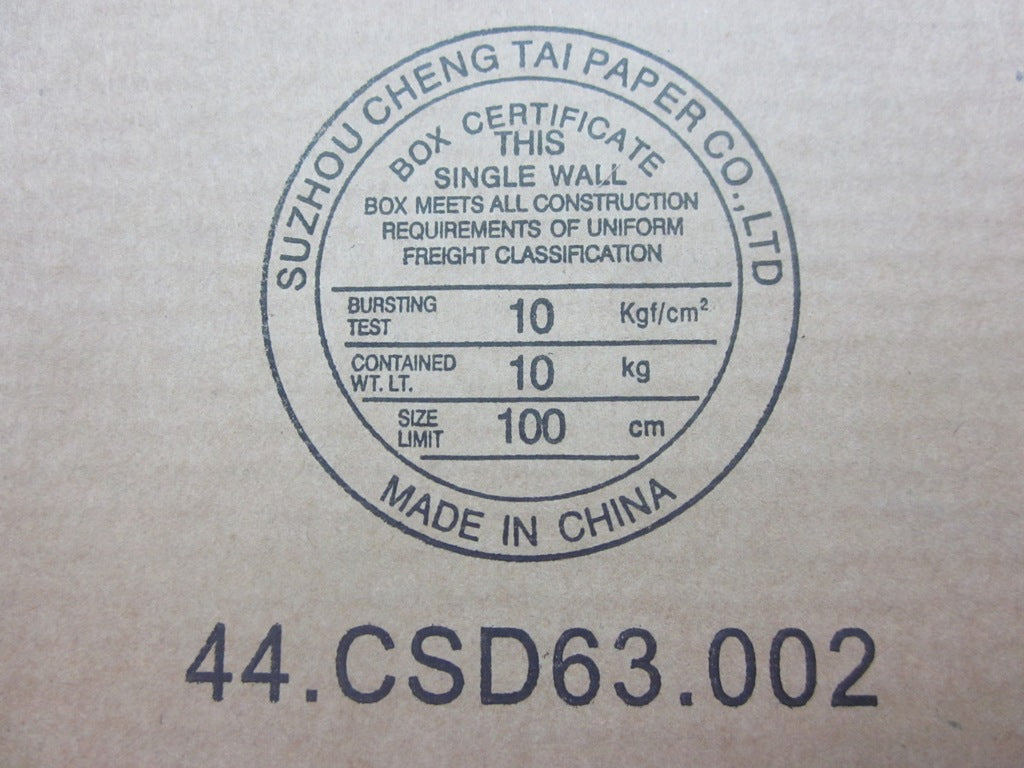 SUZHOU CHENG TAI PAPER CO.,LTD
BOX CERTIFICATE
THIS
SINGLE WALL
BOX MEETS ALL CONSTRUCTION
REQUIREMENTS OF UNIFORM
FREIGHT CLASSIFICATION
BURSTING TEST 10 Kgf/cm²
CONTAINED WT. LT. 10 kg
SIZE LIMIT 100 cm
MADE IN CHINA
44.CSD63.002